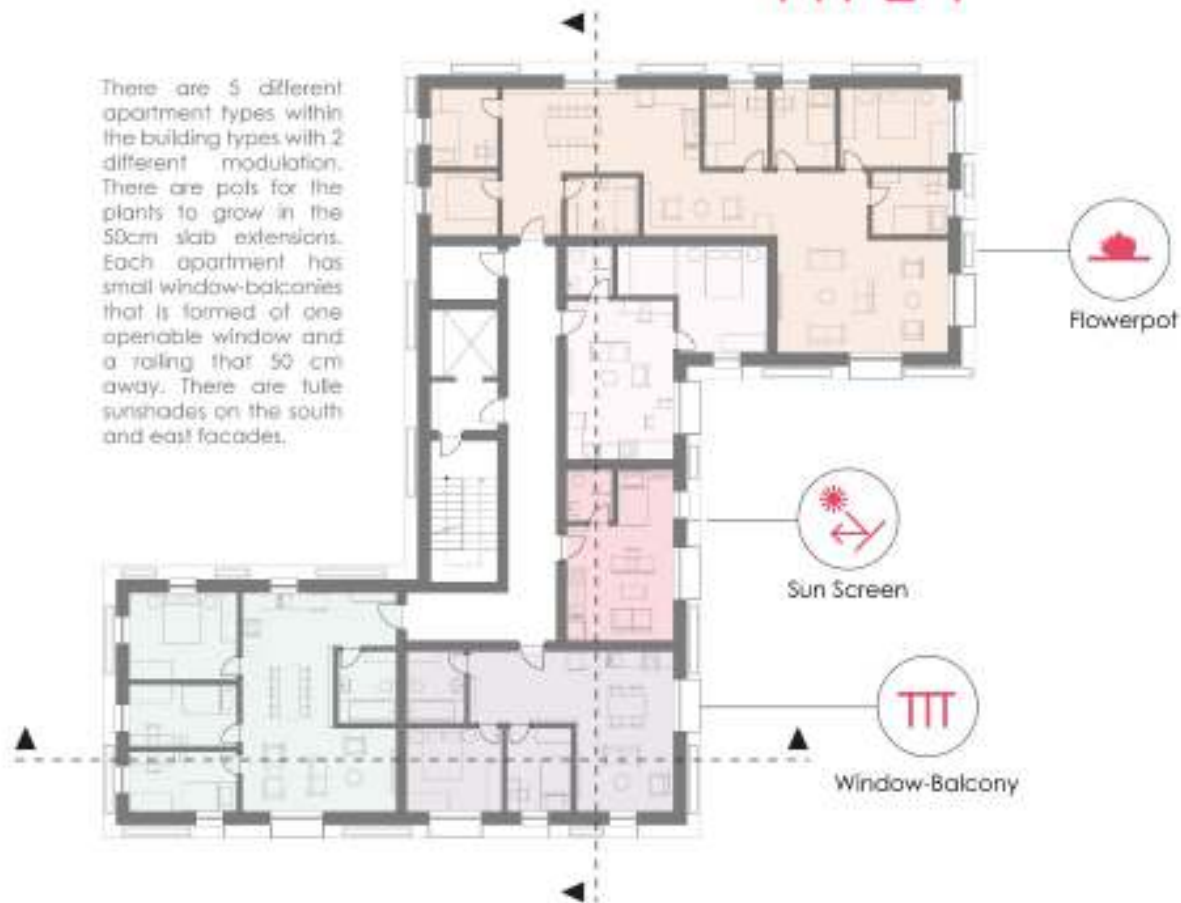 There are 5 different
apartment types within
the building types with 2
different modulation.
There are pots for the
plants to grow in the
50cm slab extensions.
Each apartment has
small window-balconies
that is formed of one
openable window and
a railing that 50 cm
away. There are tulle
sunshades on the south
and east facades.
Flowerpot
Sun Screen
Window-Balcony